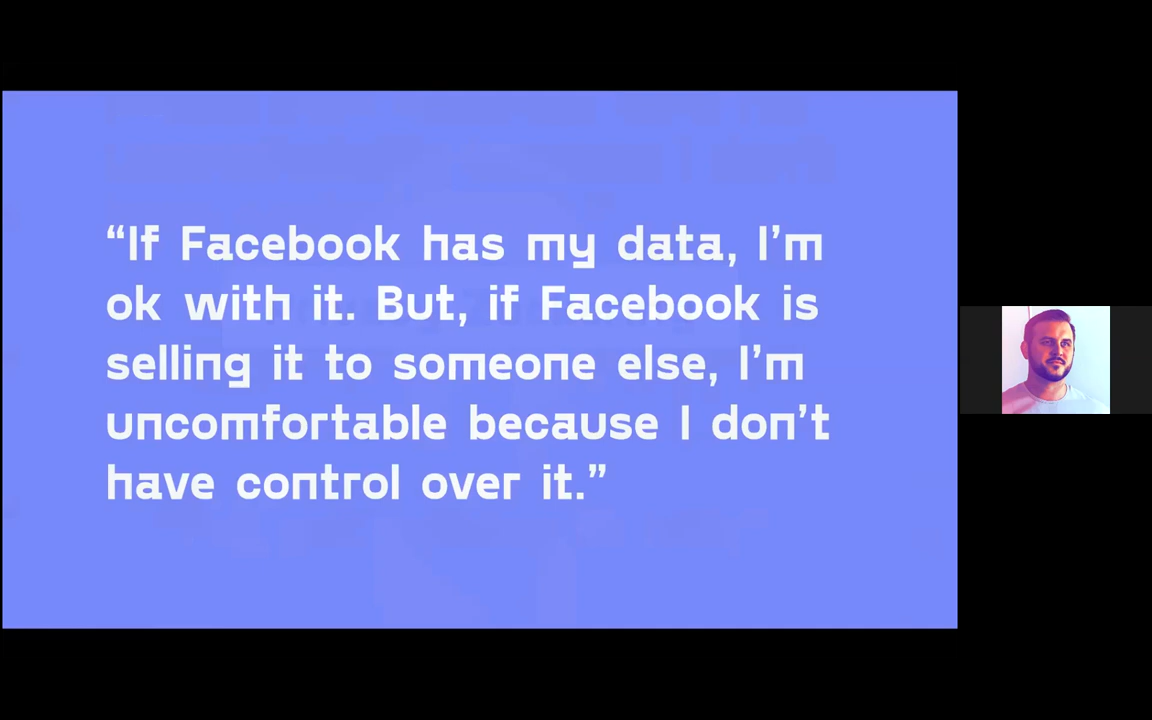 “If Facebook has my data, I’m
ok with it. But, if Facebook is
selling it to someone else, I’m
uncomfortable because I don’t
have control over it.”